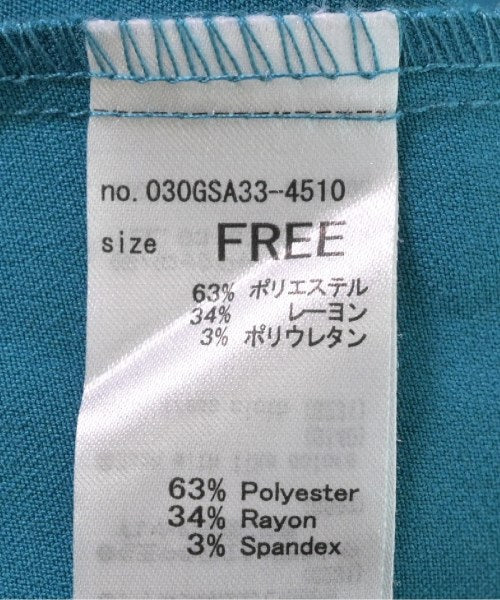 no. 030GSA33-4510
size FREE
63% ポリエステル
34% レーヨン
3% ポリウレタン
63% Polyester
34% Rayon
3% Spandex